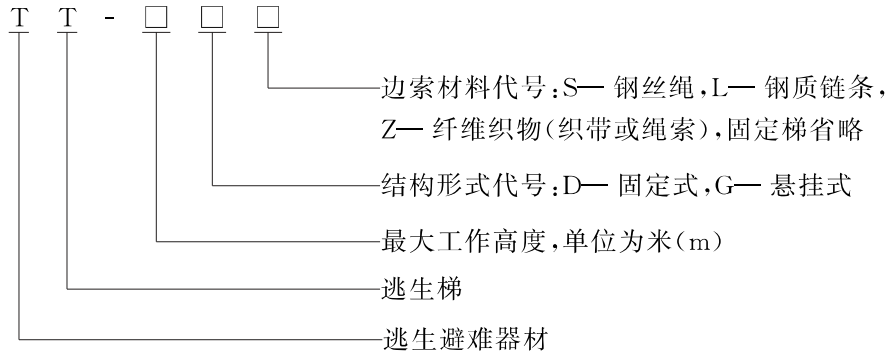 T T - □ □ □
边索材料代号:S— 钢丝绳,L— 钢质链条,
Z— 纤维织物(织带或绳索),固定梯省略
结构形式代号:D— 固定式,G— 悬挂式
最大工作高度,单位为米(m)
逃生梯
逃生避难器材